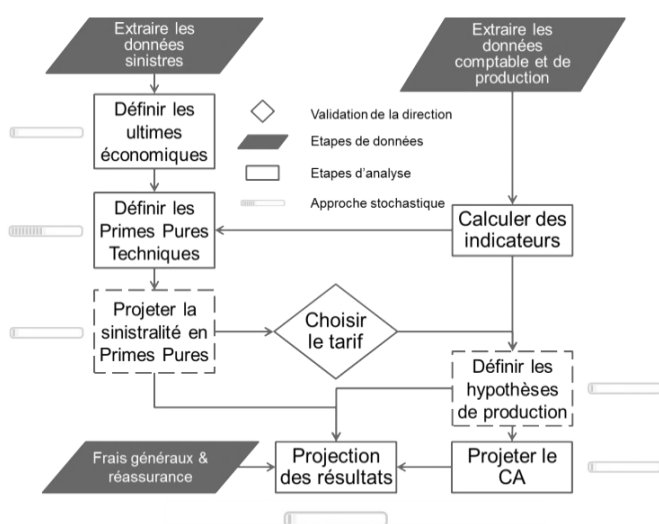 Extraire les
données
sinistres
Extraire les
données
comptable et de
production
Définir les
ultimes
économiques
Validation de la direction
Etapes de données
Etapes d'analyse
Approche stochastique
Définir les
Primes Pures
Techniques
Calculer des
indicateurs
Projeter la
sinistralité en
Primes Pures
Choisir
le tarif
Définir les
hypothèses
de production
Frais généraux &
réassurance
Projection
des résultats
Projeter le
CA